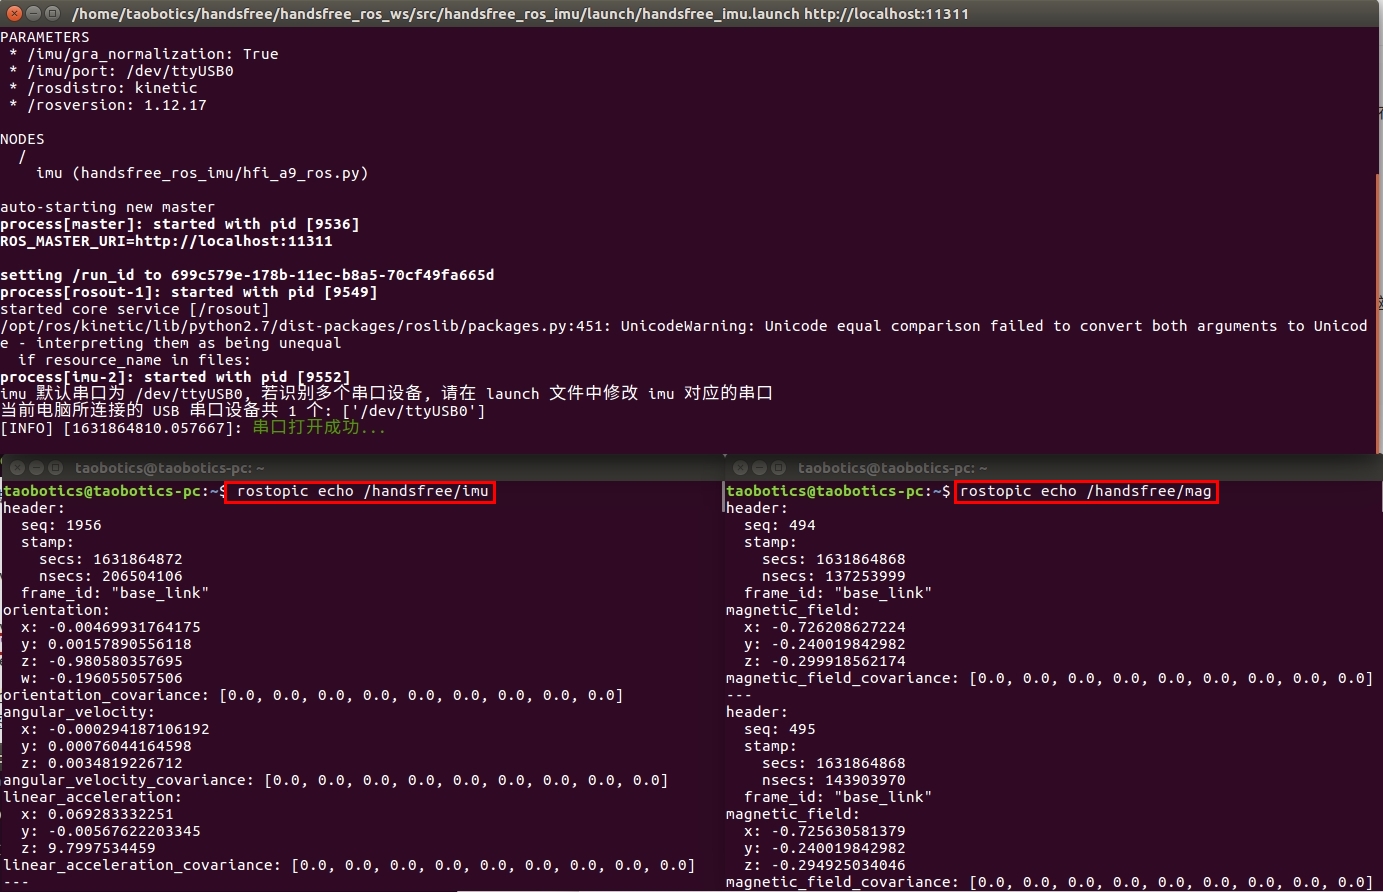 /home/taobotics/handsfree/handsfree_ros_ws/src/handsfree_ros_imu/launch/handsfree_imu.launch http://localhost:11311
PARAMETERS
 * /imu/gra_normalization: True
 * /imu/port: /dev/ttyUSB0
 * /rosdistro: kinetic
 * /rosversion: 1.12.17
NODES
  /
    imu (handsfree_ros_imu/hfi_a9_ros.py)
auto-starting new master
process[master]: started with pid [9536]
ROS_MASTER_URI=http://localhost:11311
setting /run_id to 699c579e-178b-11ec-b8a5-70cf49fa665d
process[rosout-1]: started with pid [9549]
started core service [/rosout]
/opt/ros/kinetic/lib/python2.7/dist-packages/roslib/packages.py:451: UnicodeWarning: Unicode equal comparison failed to convert both arguments to Unicod
e - interpreting them as being unequal
  if resource_name in files:
process[imu-2]: started with pid [9552]
imu 默认串口为 /dev/ttyUSB0, 若识别多个串口设备, 请在 launch 文件中修改 imu 对应的串口
当前电脑所连接的 USB 串口设备共 1 个: ['/dev/ttyUSB0']
[INFO] [1631864810.057667]: 串口打开成功...
taobotics@taobotics-pc: ~
taobotics@taobotics-pc:~$ rostopic echo /handsfree/imu
header:
  seq: 1956
  stamp:
    secs: 1631864872
    nsecs: 206504106
  frame_id: "base_link"
orientation:
  x: -0.00469931764175
  y: 0.00157890556118
  z: -0.980580357695
  w: -0.196055057506
orientation_covariance: [0.0, 0.0, 0.0, 0.0, 0.0, 0.0, 0.0, 0.0, 0.0]
angular_velocity:
  x: -0.000294187106192
  y: 0.00076044164598
  z: 0.0034819226712
angular_velocity_covariance: [0.0, 0.0, 0.0, 0.0, 0.0, 0.0, 0.0, 0.0, 0.0]
linear_acceleration:
  x: 0.069283332251
  y: -0.00567622203345
  z: 9.7997534459
linear_acceleration_covariance: [0.0, 0.0, 0.0, 0.0, 0.0, 0.0, 0.0, 0.0, 0.0]
---
taobotics@taobotics-pc: ~
taobotics@taobotics-pc:~$ rostopic echo /handsfree/mag
header:
  seq: 494
  stamp:
    secs: 1631864868
    nsecs: 137253999
  frame_id: "base_link"
magnetic_field:
  x: -0.726208627224
  y: -0.240019842982
  z: -0.299918562174
magnetic_field_covariance: [0.0, 0.0, 0.0, 0.0, 0.0, 0.0, 0.0, 0.0, 0.0]
---
header:
  seq: 495
  stamp:
    secs: 1631864868
    nsecs: 143903970
  frame_id: "base_link"
magnetic_field:
  x: -0.725630581379
  y: -0.240019842982
  z: -0.294925034046
magnetic_field_covariance: [0.0, 0.0, 0.0, 0.0, 0.0, 0.0, 0.0, 0.0, 0.0]